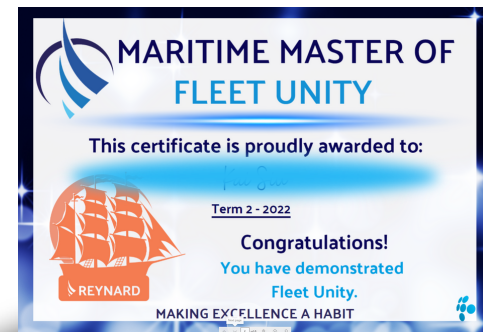 MARITIME MASTER OF
FLEET UNITY
This certificate is proudly awarded to:
Term 2 - 2022
REYNARD
Congratulations!
You have demonstrated
Fleet Unity.
MAKING EXCELLENCE A HABIT